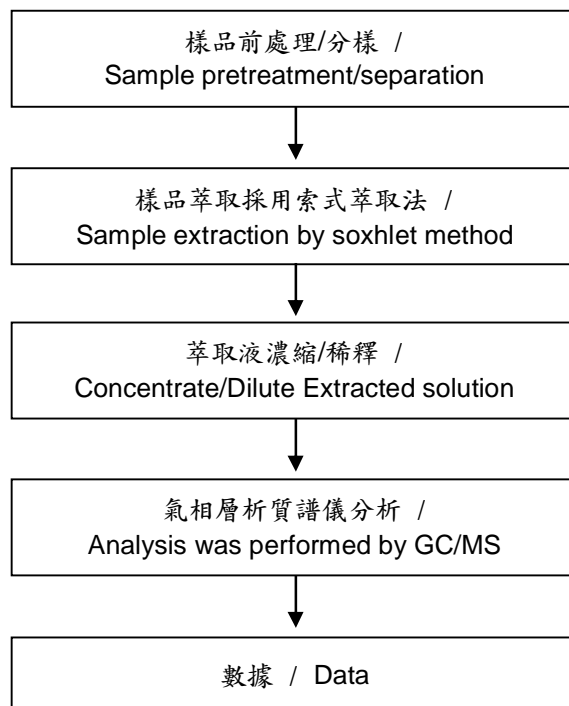 樣品前處理/分樣 /
Sample pretreatment/separation
樣品萃取採用索式萃取法 /
Sample extraction by soxhlet method
萃取液濃縮/稀釋 /
Concentrate/Dilute Extracted solution
氣相層析質譜儀分析 /
Analysis was performed by GC/MS
數據 / Data